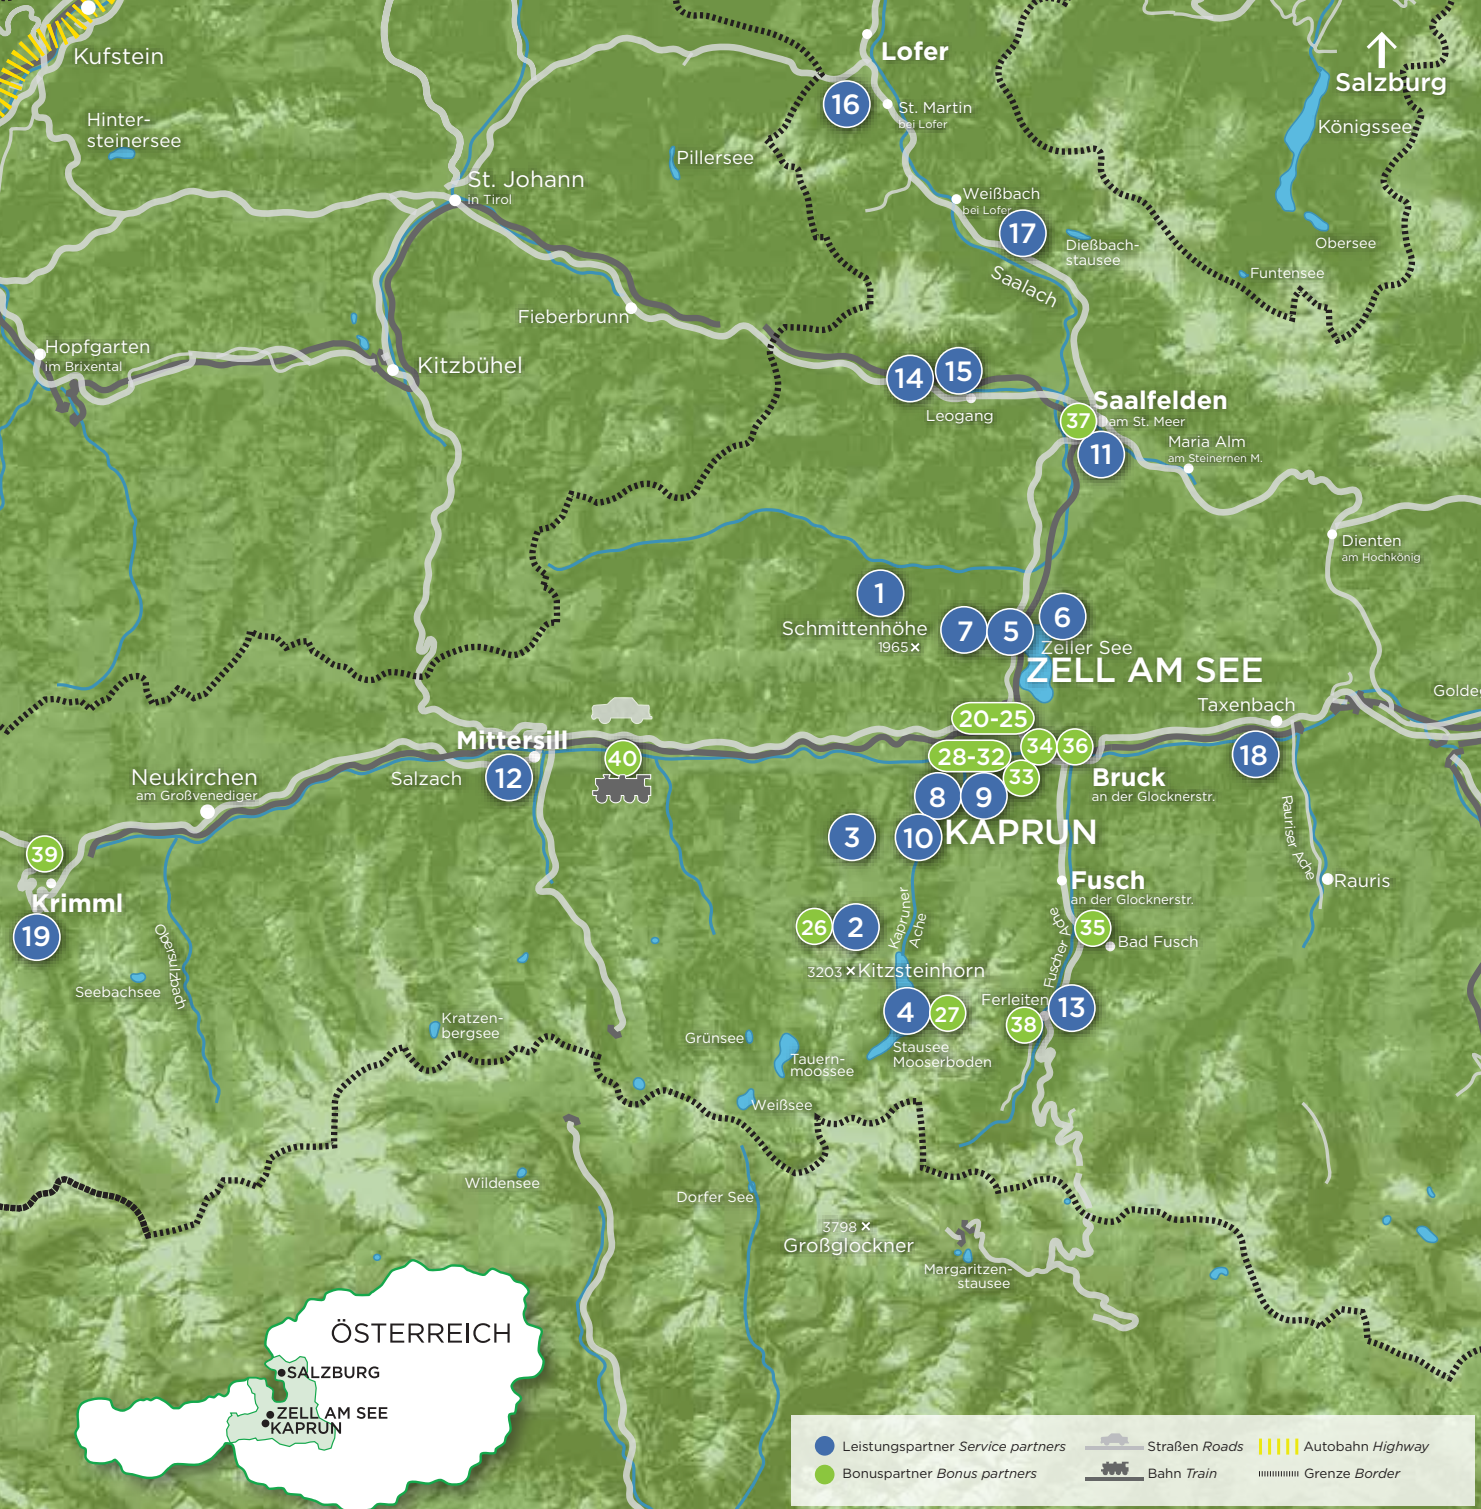 Kufstein
Lofer
Salzburg
16
St. Martin
bei Lofer
Hinter-
steinersee
Königssee
Pillersee
St. Johann
in Tirol
Weißbach
bei Lofer
17
Dießbach-
stausee
Obersee
Funtensee
Saalach
Fieberbrunn
Hopfgarten
im Brixental
Kitzbühel
14
15
Leogang
Saalfelden
am St. Meer
37
11
Maria Alm
am Steinernen M.
Dienten
am Hochkönig
1
Schmittenhöhe
1965
7
5
6
Zeller See
ZELL AM SEE
Taxenbach
20-25
28-32
34
36
33
18
Mittersill
12
Salzach
40
Neukirchen
am Großvenediger
Bruck
an der Glocknerstr.
8
9
3
10
KAPRUN
39
Krimml
19
Rauriser Ache
Rauris
Fusch
an der Glocknerstr.
26
2
Kapruner
Ache
Fuscher Ache
35
Bad Fusch
3203
Kitzsteinhorn
Obersulzbach
Seebachsee
4
27
Ferleiten
13
38
Kratzen-
bergsee
Grünsee
Tauern-
moossee
Stausee
Mooserboden
Weißsee
Wildensee
Dorfer See
3798
Großglockner
Margaritzen-
stausee
ÖSTERREICH
SALZBURG
ZELL AM SEE
KAPRUN
Leistungspartner Service partners
Straßen Roads
Autobahn Highway
Bonuspartner Bonus partners
Bahn Train
Grenze Border